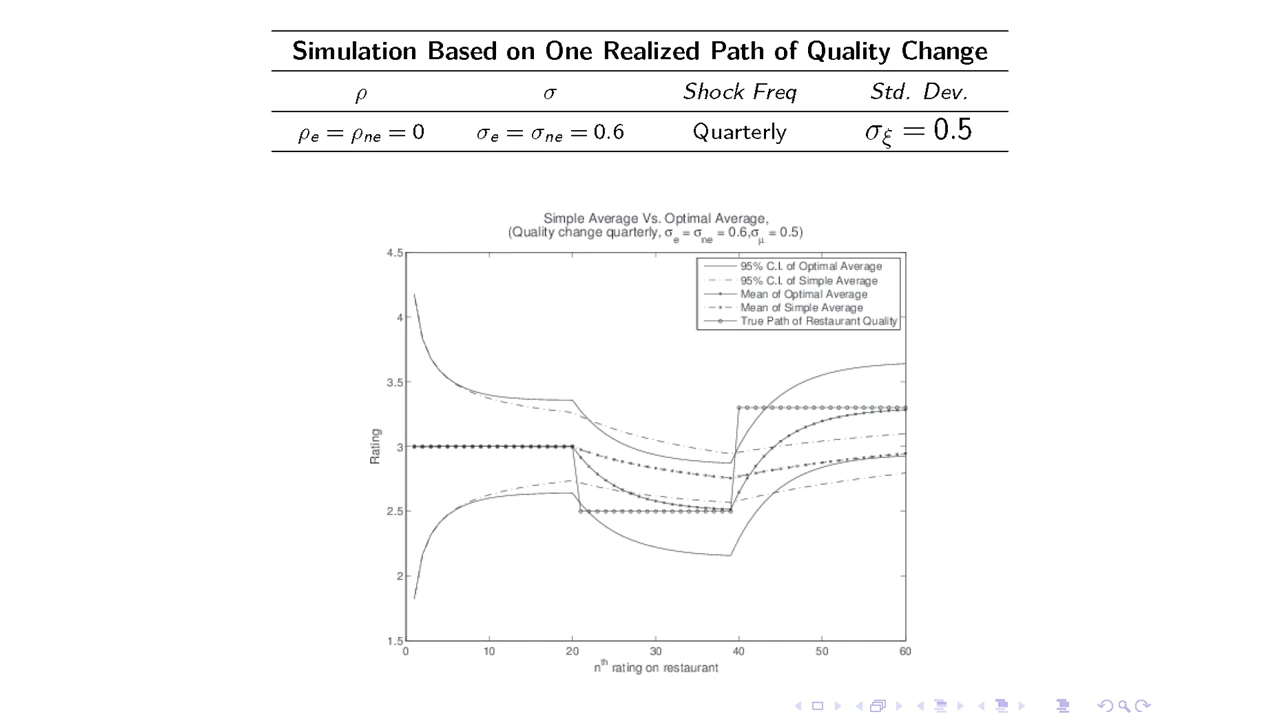 Simulation Based on One Realized Path of Quality Change
ρ σ Shock Freq Std. Dev.
ρe = ρne = 0 σe = σne = 0.6 Quarterly σξ = 0.5
Simple Average Vs. Optimal Average,
(Quality change quarterly, σe = σne = 0.6,σμ = 0.5)
95% C.I. of Optimal Average
95% C.I. of Simple Average
Mean of Optimal Average
Mean of Simple Average
True Path of Restaurant Quality
4.5
4
3.5
3
2.5
2
1.5
Rating
0 10 20 30 40 50 60
nth rating on restaurant